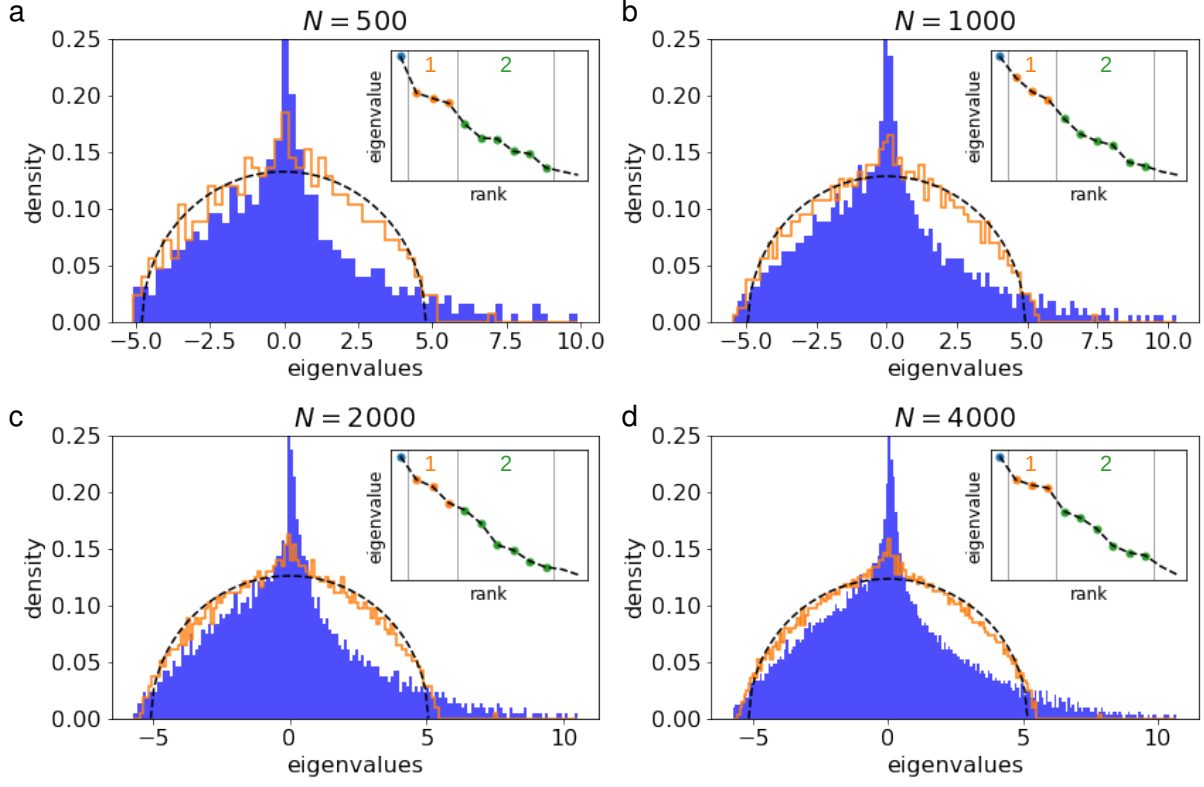 a
N = 500
0.25
0.20
0.15
0.10
0.05
0.00
density
−5.0 −2.5 0.0 2.5 5.0 7.5 10.0
eigenvalues
1 2
eigenvalue
rank
b
N = 1000
0.25
0.20
0.15
0.10
0.05
0.00
density
−5.0 −2.5 0.0 2.5 5.0 7.5 10.0
eigenvalues
1 2
eigenvalue
rank
c
N = 2000
0.25
0.20
0.15
0.10
0.05
0.00
density
−5 0 5 10
eigenvalues
1 2
eigenvalue
rank
d
N = 4000
0.25
0.20
0.15
0.10
0.05
0.00
density
−5 0 5 10
eigenvalues
1 2
eigenvalue
rank